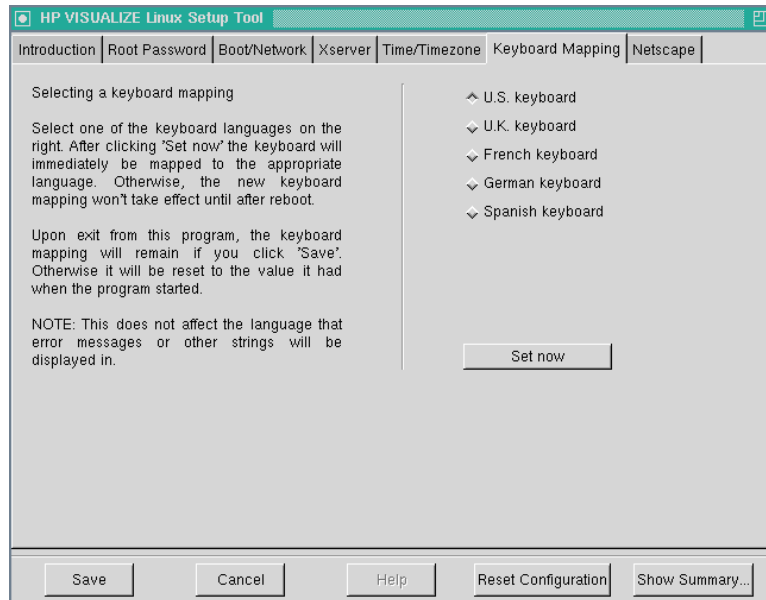 HP VISUALIZE Linux Setup Tool
Introduction Root Password Boot/Network Xserver Time/Timezone Keyboard Mapping Netscape
Selecting a keyboard mapping
Select one of the keyboard languages on the
right. After clicking 'Set now' the keyboard will
immediately be mapped to the appropriate
language. Otherwise, the new keyboard
mapping won't take effect until after reboot.
Upon exit from this program, the keyboard
mapping will remain if you click 'Save'.
Otherwise it will be reset to the value it had
when the program started.
NOTE: This does not affect the language that
error messages or other strings will be
displayed in.
U.S. keyboard
U.K. keyboard
French keyboard
German keyboard
Spanish keyboard
Set now
Save Cancel Help Reset Configuration Show Summary...